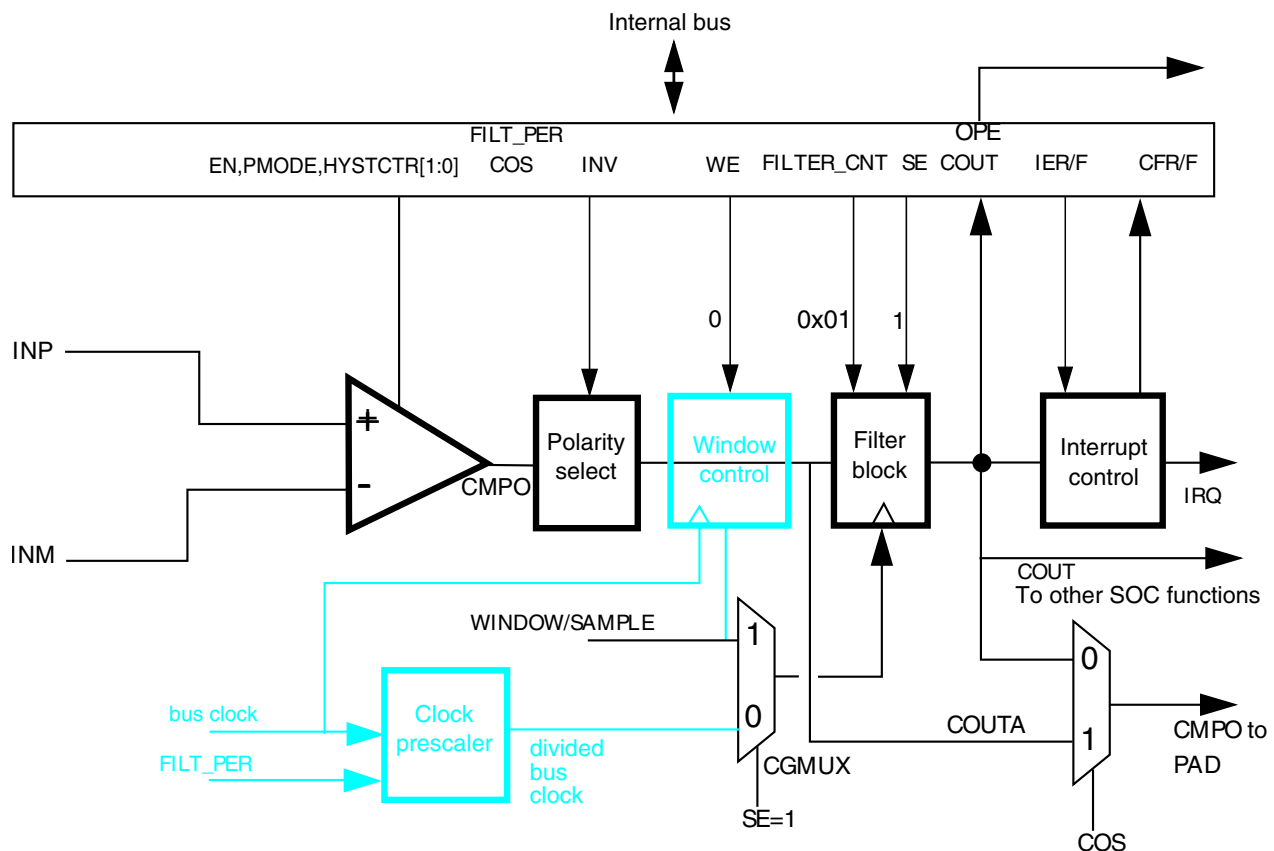 Internal bus
FILT_PER
OPE
EN,PMODE,HYSTCTR[1:0]
COS
INV
WE
FILTER_CNT
SE
COUT
IER/F
CFR/F
0
0x01
1
INP
+
-
INM
CMPO
Polarity
select
Window
control
Filter
block
Interrupt
control
IRQ
COUT
To other SOC functions
WINDOW/SAMPLE
1
0
CGMUX
SE=1
bus clock
FILT_PER
Clock
prescaler
divided
bus
clock
COUTA
0
1
CMPO to
PAD
COS